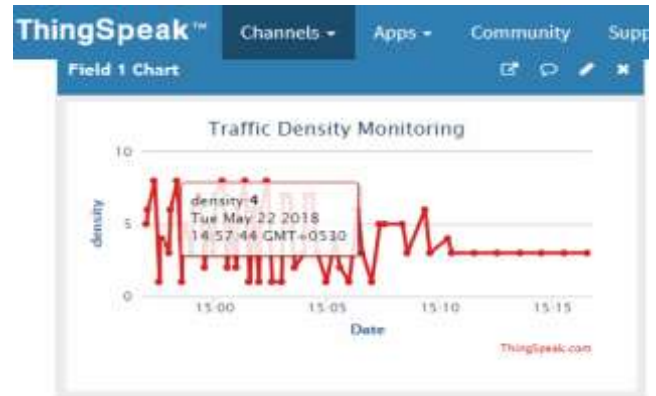 ThingSpeak™ Channels Apps Community Supp
Field 1 Chart
Traffic Density Monitoring
10
density:4
Tue May 22 2018
14:57:44 GMT+0530
density
5
0
15:00 15:05 15:10 15:15
Date
ThingSpeak.com